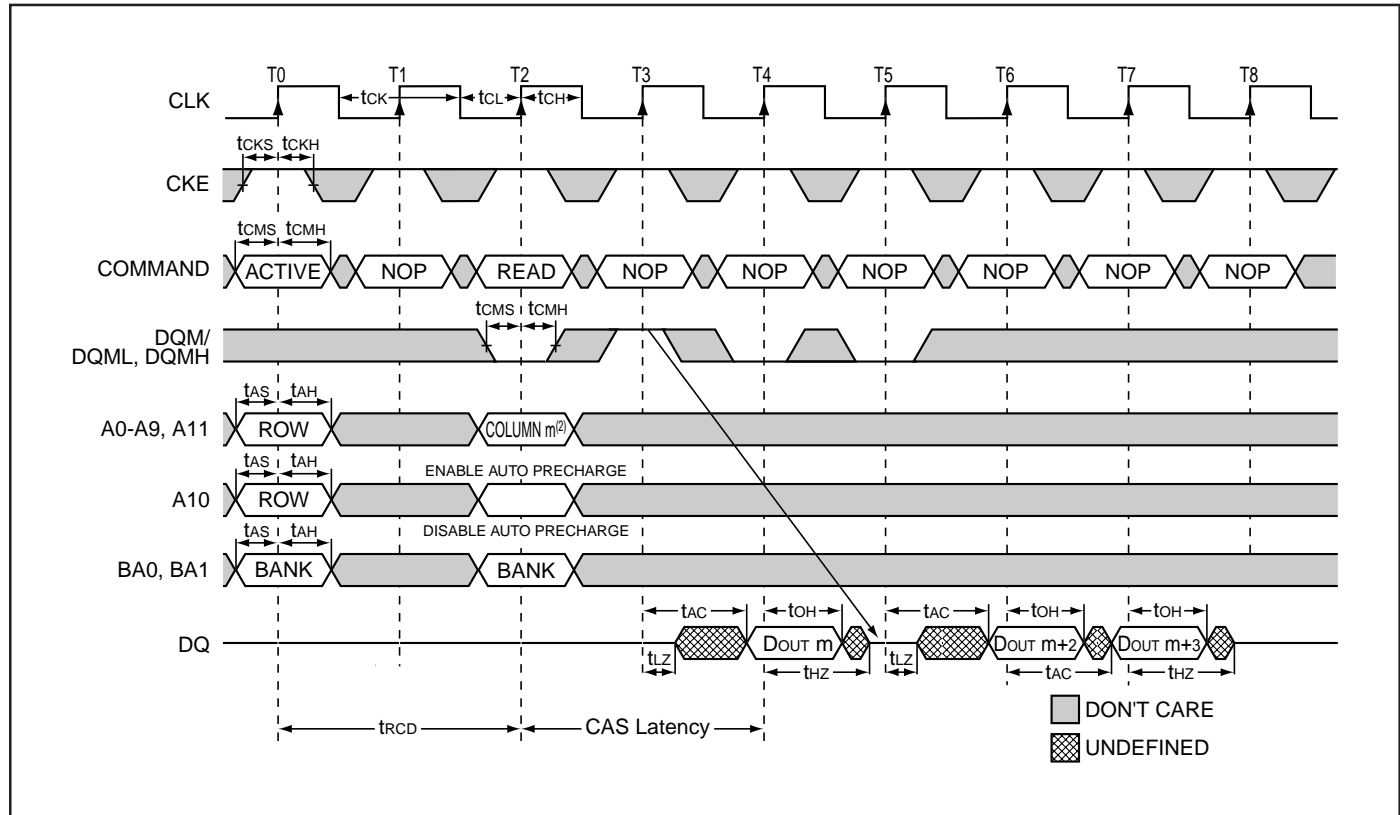 T0 T1 T2 T3 T4 T5 T6 T7 T8
CLK
tCK tCL tCH
tCKS tCKH
CKE
tCMS tCMH
COMMAND ACTIVE NOP READ NOP NOP NOP NOP NOP NOP
tCMS tCMH
DQM/
DQML, DQMH
tAS tAH
A0-A9, A11 ROW COLUMN m(2)
tAS tAH ENABLE AUTO PRECHARGE
A10 ROW
tAS tAH DISABLE AUTO PRECHARGE
BA0, BA1 BANK BANK
tAC tOH tAC tOH tOH
DQ DOUT m DOUT m+2 DOUT m+3
tLZ tHZ tLZ tAC tHZ
DON'T CARE
tRCD CAS Latency
UNDEFINED